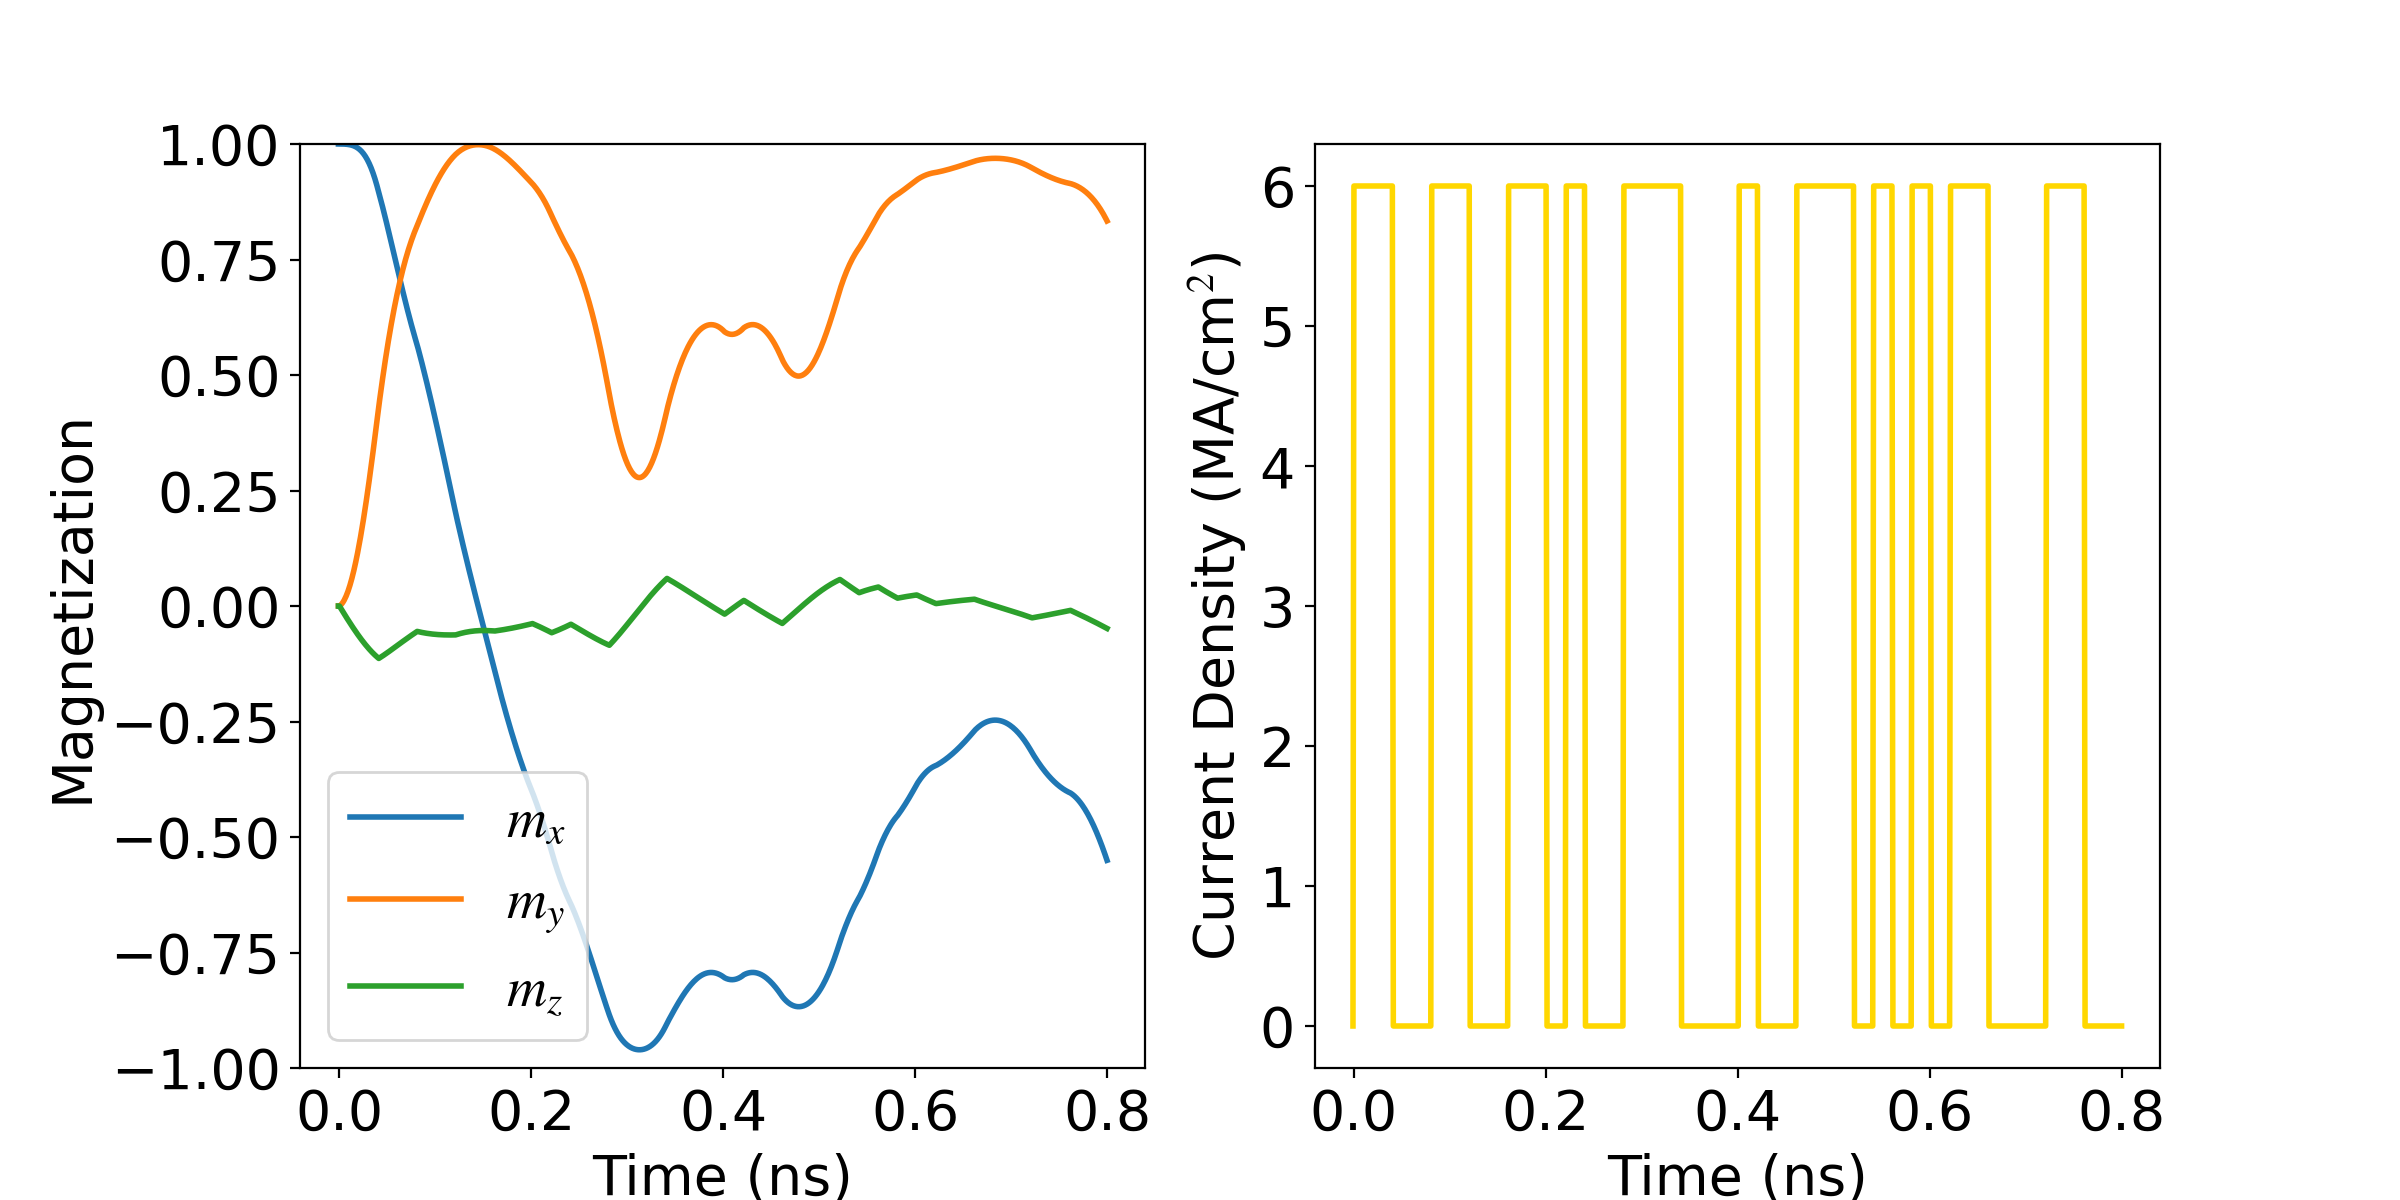 1.00
0.75
0.50
0.25
0.00
−0.25
−0.50
−0.75
−1.00
Magnetization
0.0 0.2 0.4 0.6 0.8
Time (ns)
m_x
m_y
m_z
6
5
4
3
2
1
0
Current Density (MA/cm²)
0.0 0.2 0.4 0.6 0.8
Time (ns)